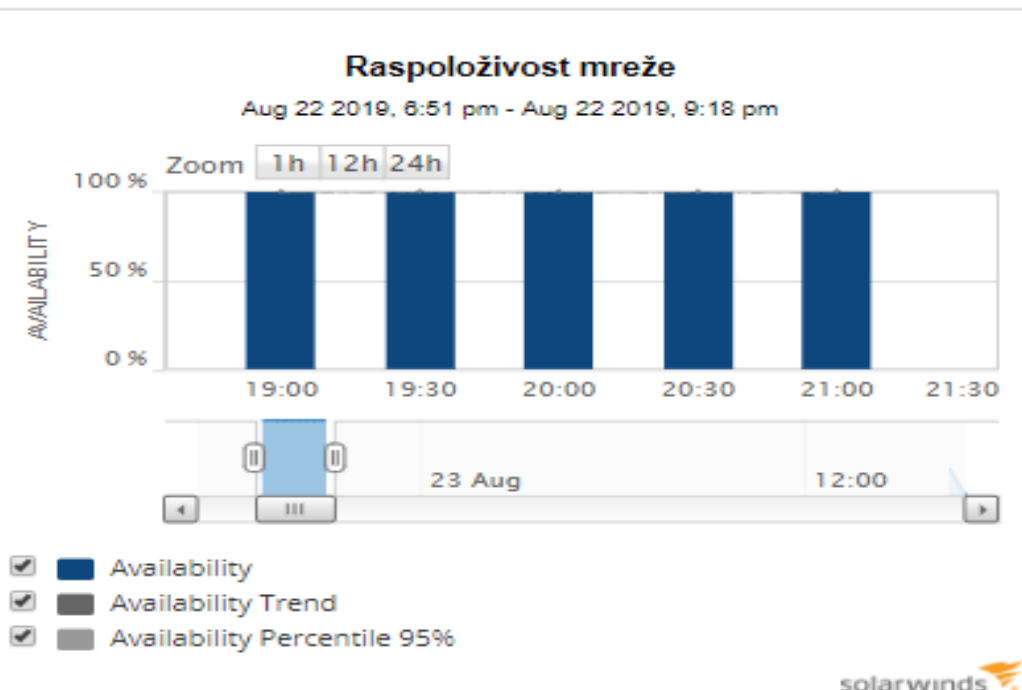 Raspoloživost mreže
Aug 22 2019, 6:51 pm - Aug 22 2019, 9:18 pm
Zoom 1h 12h 24h
100 %
AVAILABILITY
50 %
0 %
19:00 19:30 20:00 20:30 21:00 21:30
23 Aug 12:00
Availability
Availability Trend
Availability Percentile 95%
solarwinds